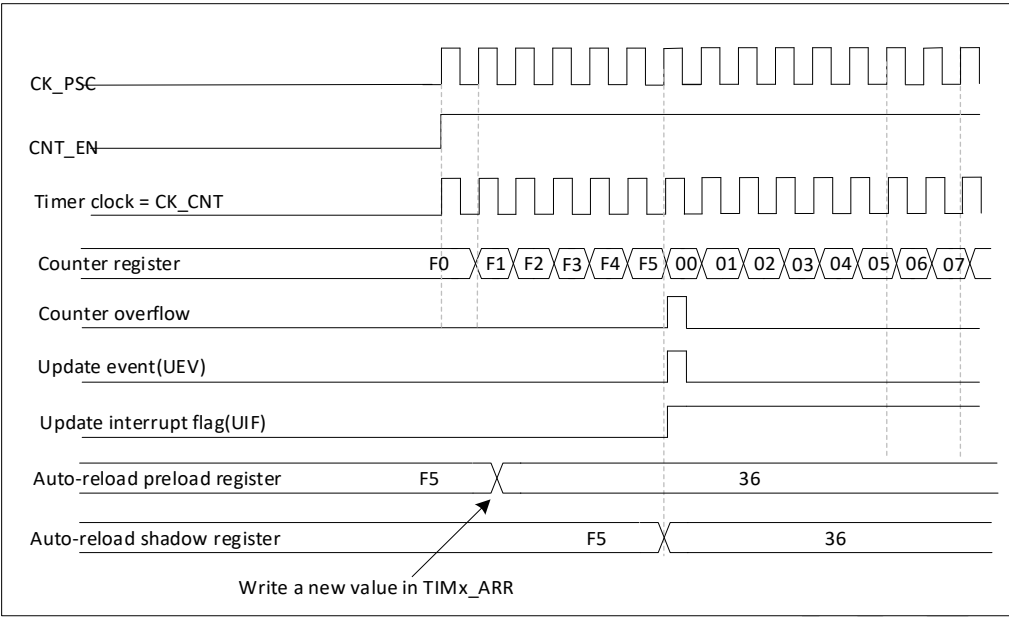 CK_PSC
CNT_EN
Timer clock = CK_CNT
Counter register F0 F1 F2 F3 F4 F5 00 01 02 03 04 05 06 07
Counter overflow
Update event(UEV)
Update interrupt flag(UIF)
Auto-reload preload register F5 36
Auto-reload shadow register F5 36
Write a new value in TIMx_ARR